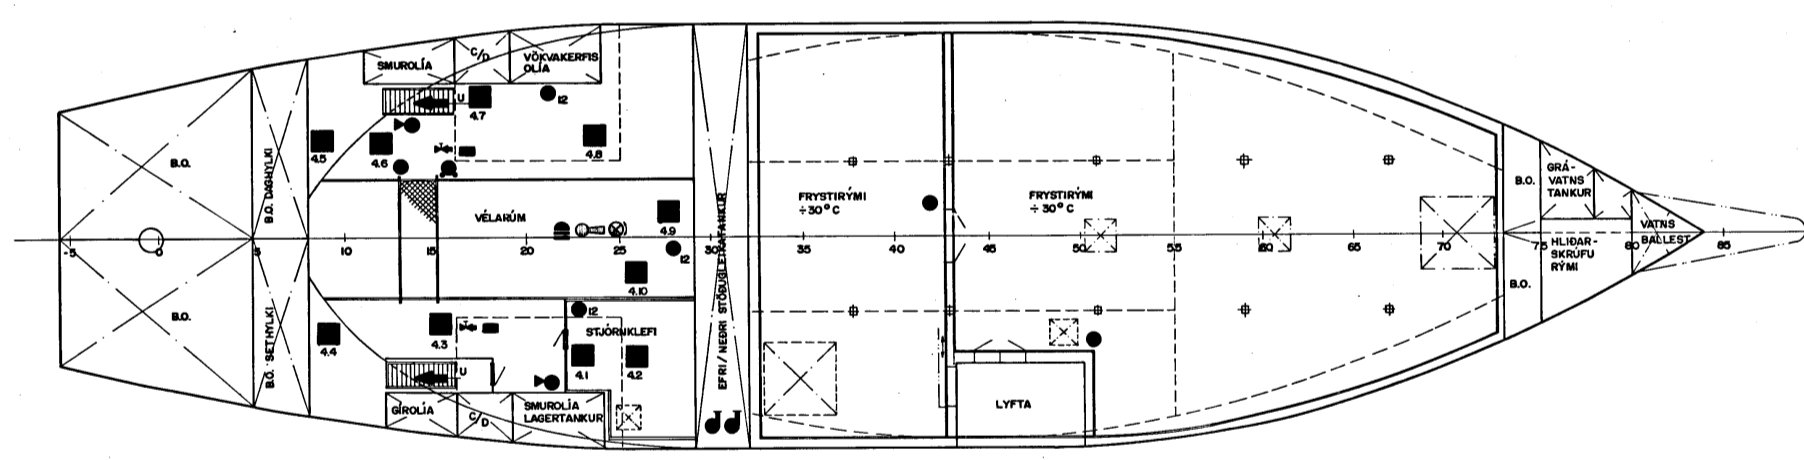 SMUROLÍA
C/D
VÖKVAKERFIS
OLÍA
U
4.7
12
4.8
4.5
4.6
B.O.
B.O. DAGHYLKI
VÉLARÚM
4.9
12
4.10
EFRI/NEÐRI STÖÐUGLEIKATANKUR
FRYSTIRÝMI
÷30° C
FRYSTIRÝMI
÷30° C
B.O.
GRÁ-
VATNS
TANKUR
VATNS
BALLEST
HLIÐAR-
SKRÚFU
RÝMI
B.O.
-5
0
5
10
15
20
25
30
35
40
45
50
55
60
65
70
75
80
85
B.O.
B.O. SETHYLKI
4.4
4.3
12
STJÓRNKLEFI
4.1
4.2
U
GÍROLÍA
C/D
SMUROLÍA
LAGERTANKUR
LYFTA